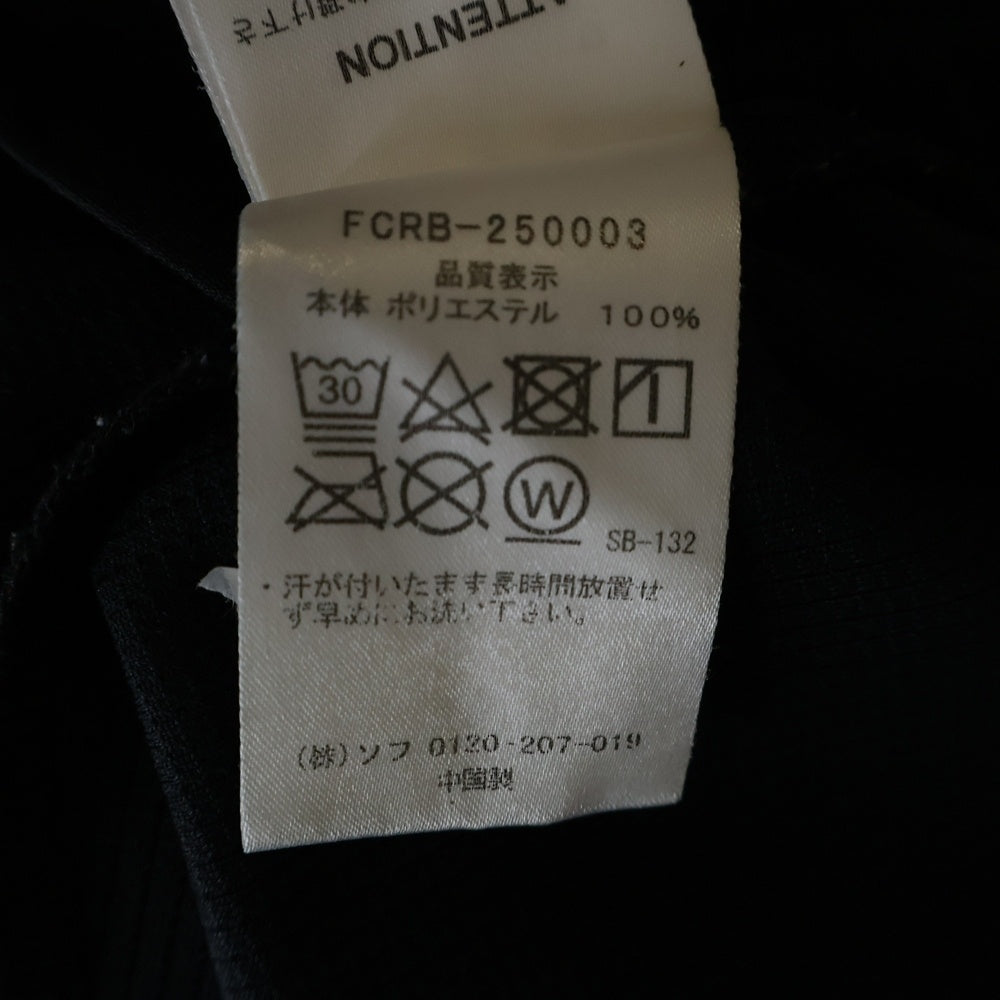 ATTENTION
FCRB-250003
品質表示
本体 ポリエステル 100%
30
W
SB-132
・汗が付いたまま長時間放置せ
ず早めにお洗い下さい。
(株)ソフ 0120-207-019
中国製